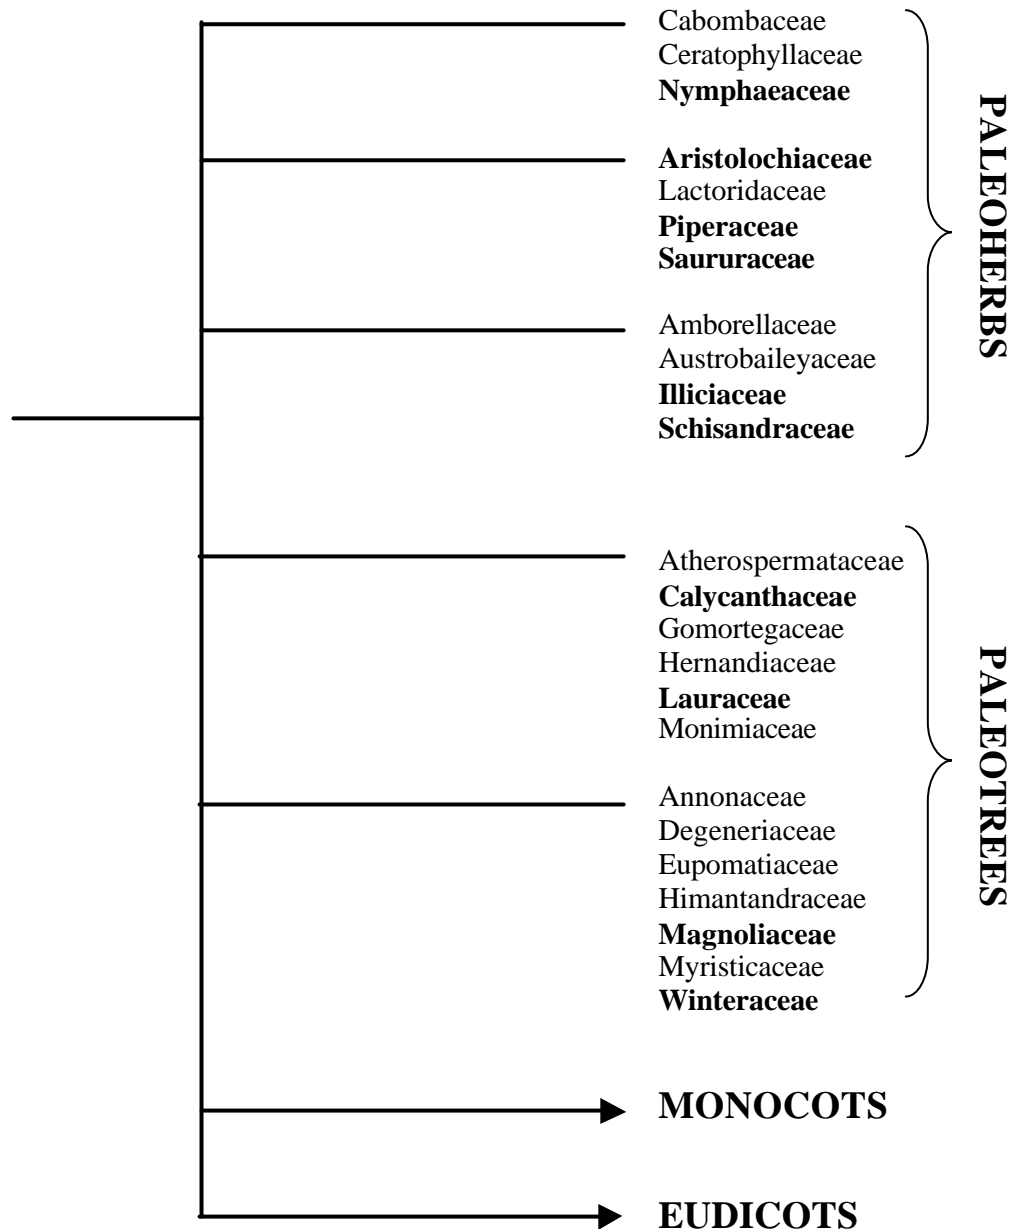 Cabombaceae
Ceratophyllaceae
Nymphaeaceae
Aristolochiaceae
Lactoridaceae
Piperaceae
Saururaceae
Amborellaceae
Austrobaileyaceae
Illiciaceae
Schisandraceae
PALEOHERBS
Atherospermataceae
Calycanthaceae
Gomortegaceae
Hernandiaceae
Lauraceae
Monimiaceae
Annonaceae
Degeneriaceae
Eupomatiaceae
Himantandraceae
Magnoliaceae
Myristicaceae
Winteraceae
PALEOTREES
MONOCOTS
EUDICOTS